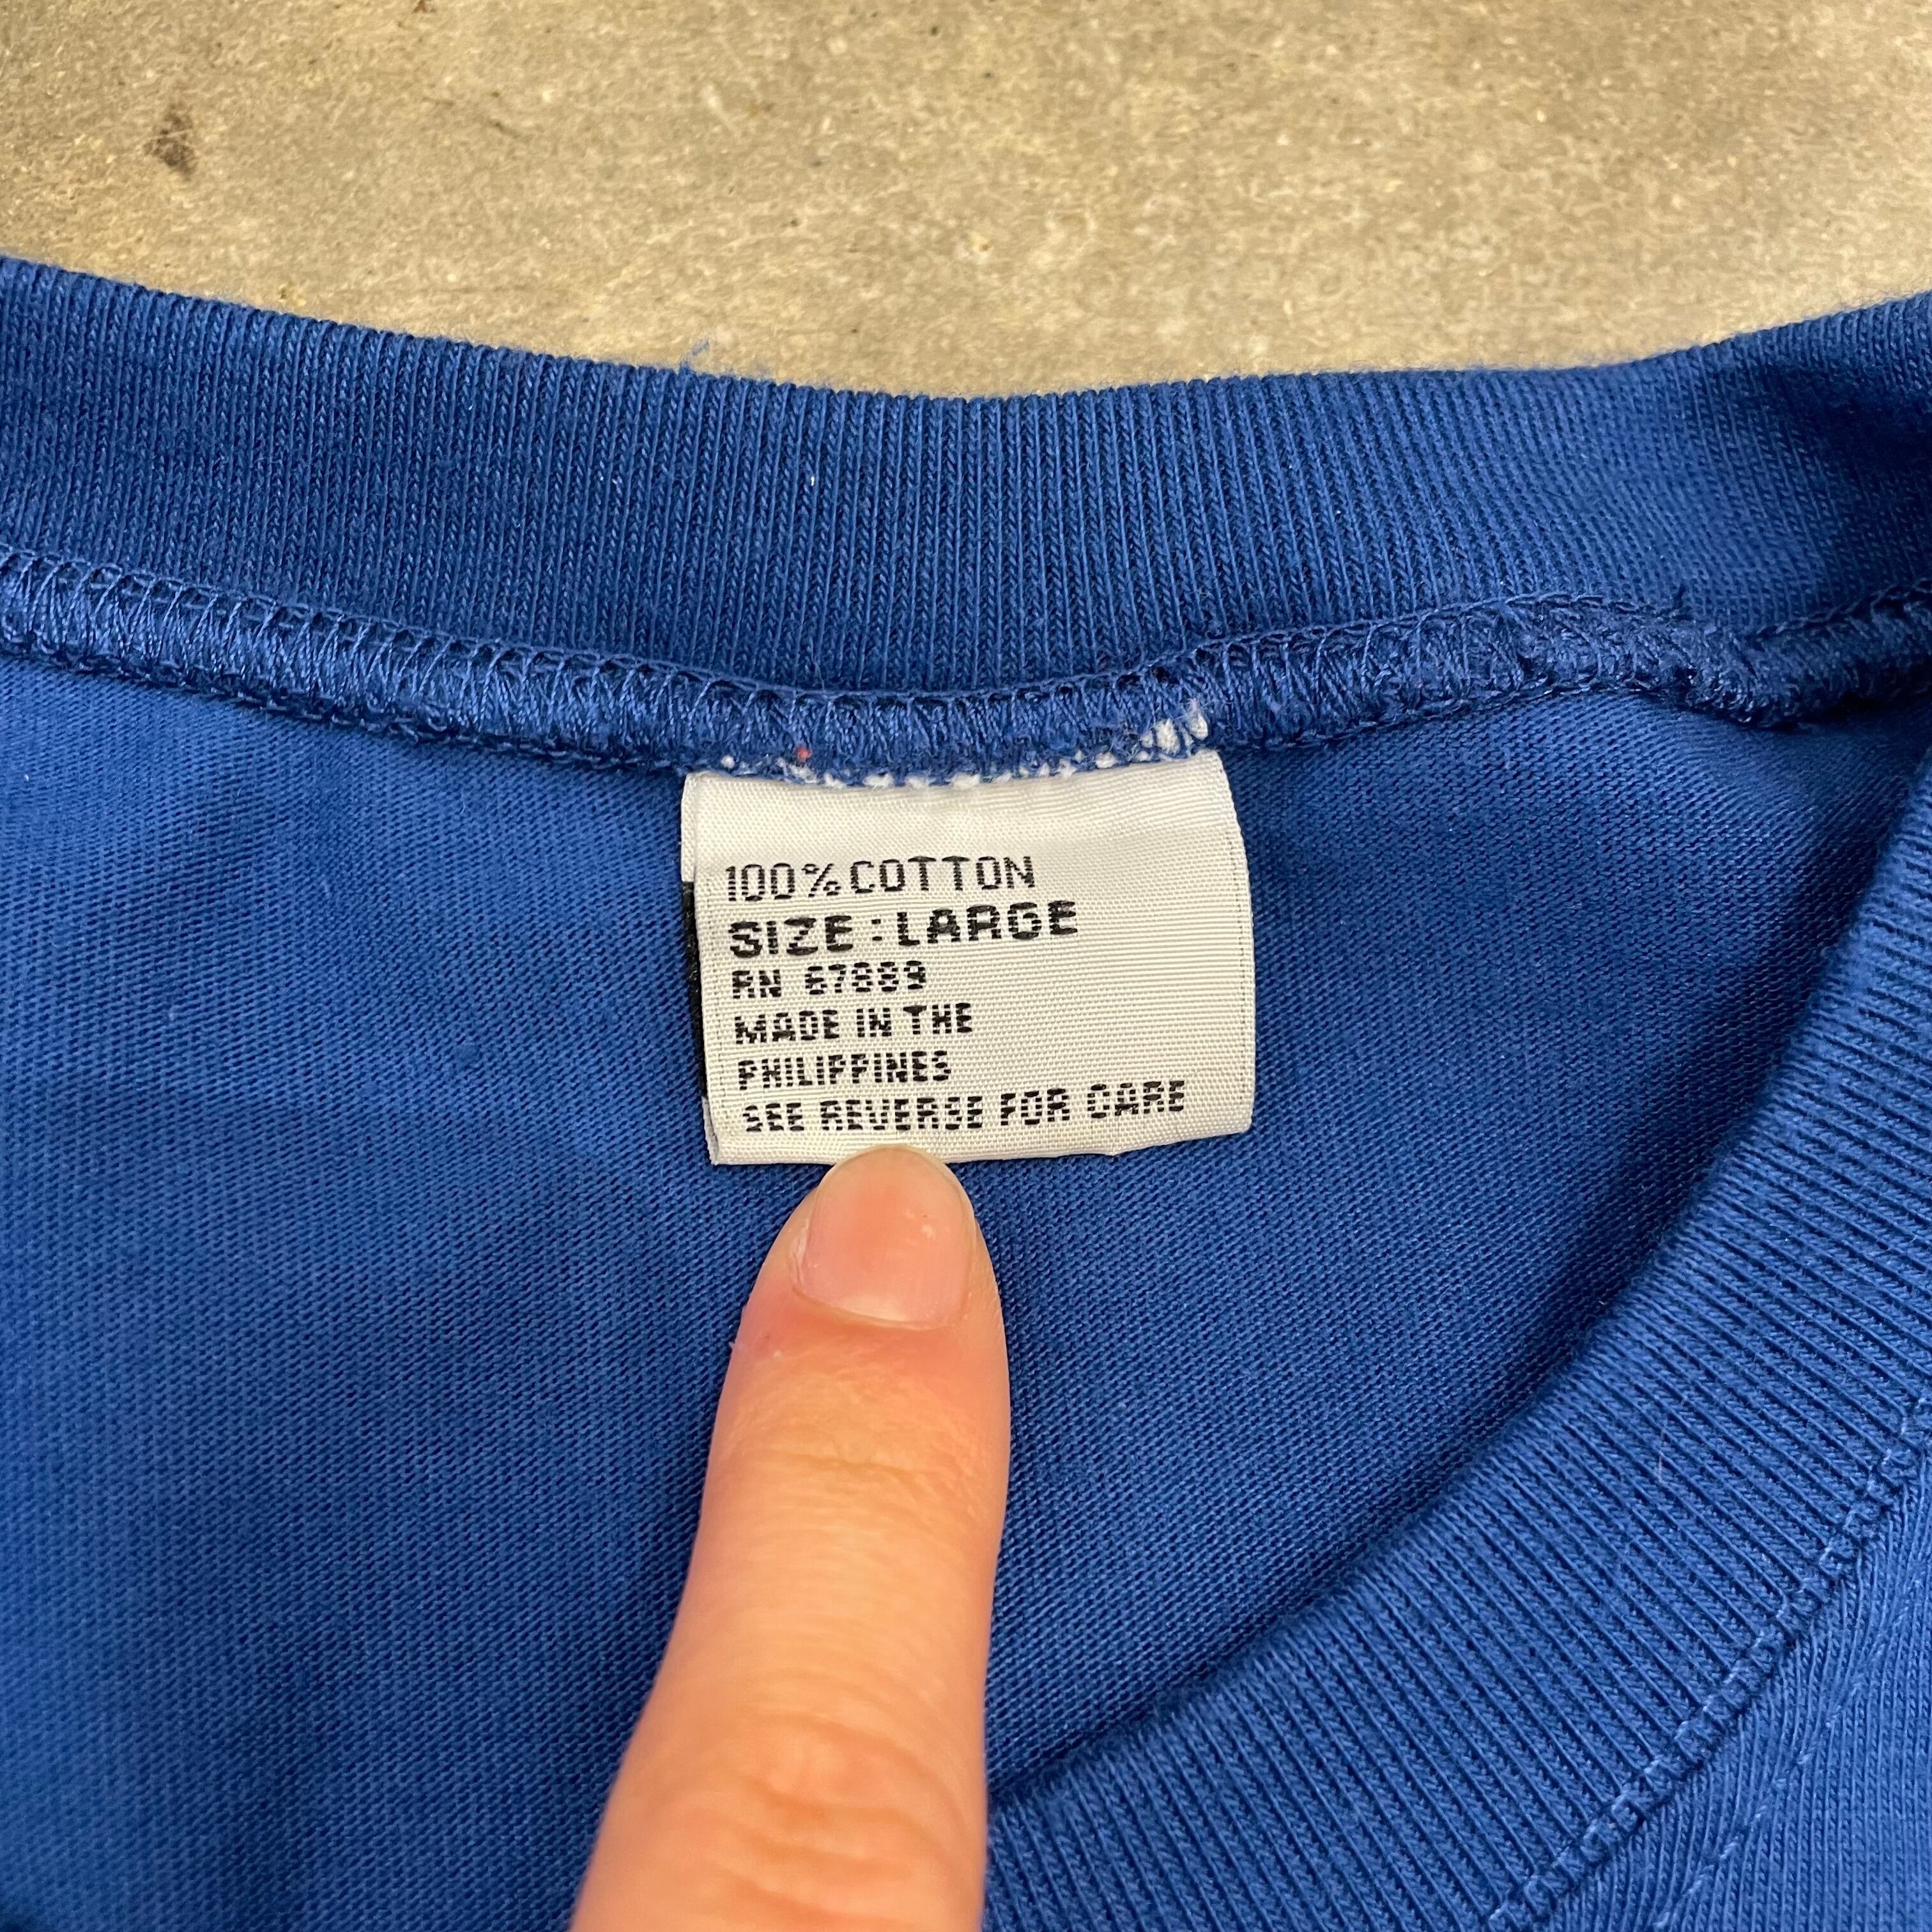 100% COTTON
SIZE : LARGE
RN 67889
MADE IN THE
PHILIPPINES
SEE REVERSE FOR CARE